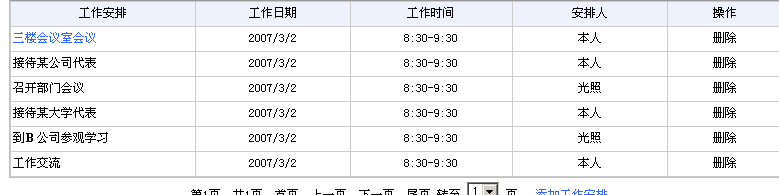 工作安排 工作日期 工作时间 安排人 操作
三楼会议室会议 2007/3/2 8:30-9:30 本人 删除
接待某公司代表 2007/3/2 8:30-9:30 本人 删除
召开部门会议 2007/3/2 8:30-9:30 光照 删除
接待某大学代表 2007/3/2 8:30-9:30 本人 删除
到B公司参观学习 2007/3/2 8:30-9:30 光照 删除
工作交流 2007/3/2 8:30-9:30 本人 删除
第1页 共1页 首页 上一页 下一页 尾页 转至 1 页 添加工作安排